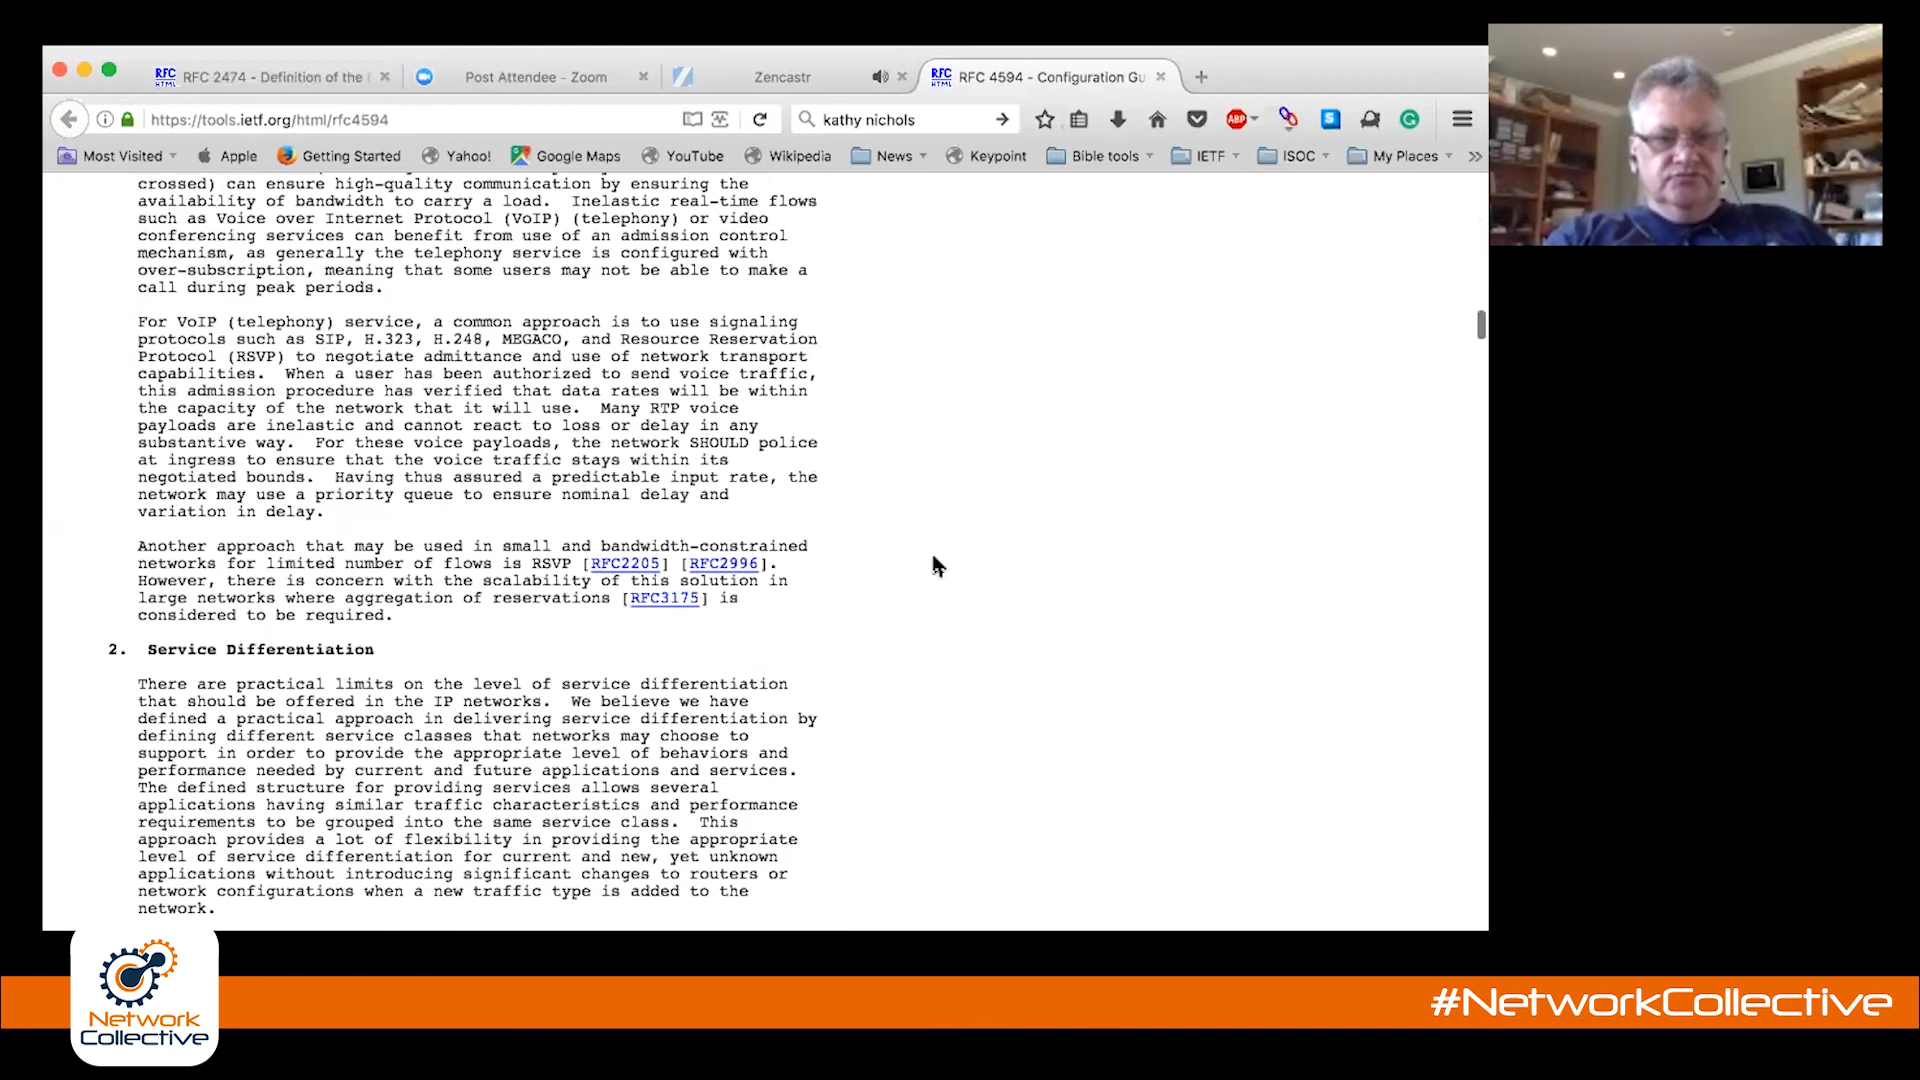 RFC 2474 - Definition of the
Post Attendee - Zoom
Zencastr
RFC 4594 - Configuration Gu
https://tools.ietf.org/html/rfc4594
kathy nichols
ABP
S
Most Visited
Apple
Getting Started
Yahoo!
Google Maps
YouTube
Wikipedia
News
Keypoint
Bible tools
IETF
ISOC
My Places
crossed) can ensure high-quality communication by ensuring the
availability of bandwidth to carry a load. Inelastic real-time flows
such as Voice over Internet Protocol (VoIP) (telephony) or video
conferencing services can benefit from use of an admission control
mechanism, as generally the telephony service is configured with
over-subscription, meaning that some users may not be able to make a
call during peak periods.
For VoIP (telephony) service, a common approach is to use signaling
protocols such as SIP, H.323, H.248, MEGACO, and Resource Reservation
Protocol (RSVP) to negotiate admittance and use of network transport
capabilities. When a user has been authorized to send voice traffic,
this admission procedure has verified that data rates will be within
the capacity of the network that it will use. Many RTP voice
payloads are inelastic and cannot react to loss or delay in any
substantive way. For these voice payloads, the network SHOULD police
at ingress to ensure that the voice traffic stays within its
negotiated bounds. Having thus assured a predictable input rate, the
network may use a priority queue to ensure nominal delay and
variation in delay.
Another approach that may be used in small and bandwidth-constrained
networks for limited number of flows is RSVP [RFC2205] [RFC2996].
However, there is concern with the scalability of this solution in
large networks where aggregation of reservations [RFC3175] is
considered to be required.
2. Service Differentiation
There are practical limits on the level of service differentiation
that should be offered in the IP networks. We believe we have
defined a practical approach in delivering service differentiation by
defining different service classes that networks may choose to
support in order to provide the appropriate level of behaviors and
performance needed by current and future applications and services.
The defined structure for providing services allows several
applications having similar traffic characteristics and performance
requirements to be grouped into the same service class. This
approach provides a lot of flexibility in providing the appropriate
level of service differentiation for current and new, yet unknown
applications without introducing significant changes to routers or
network configurations when a new traffic type is added to the
network.
Network
Collective
#NetworkCollective